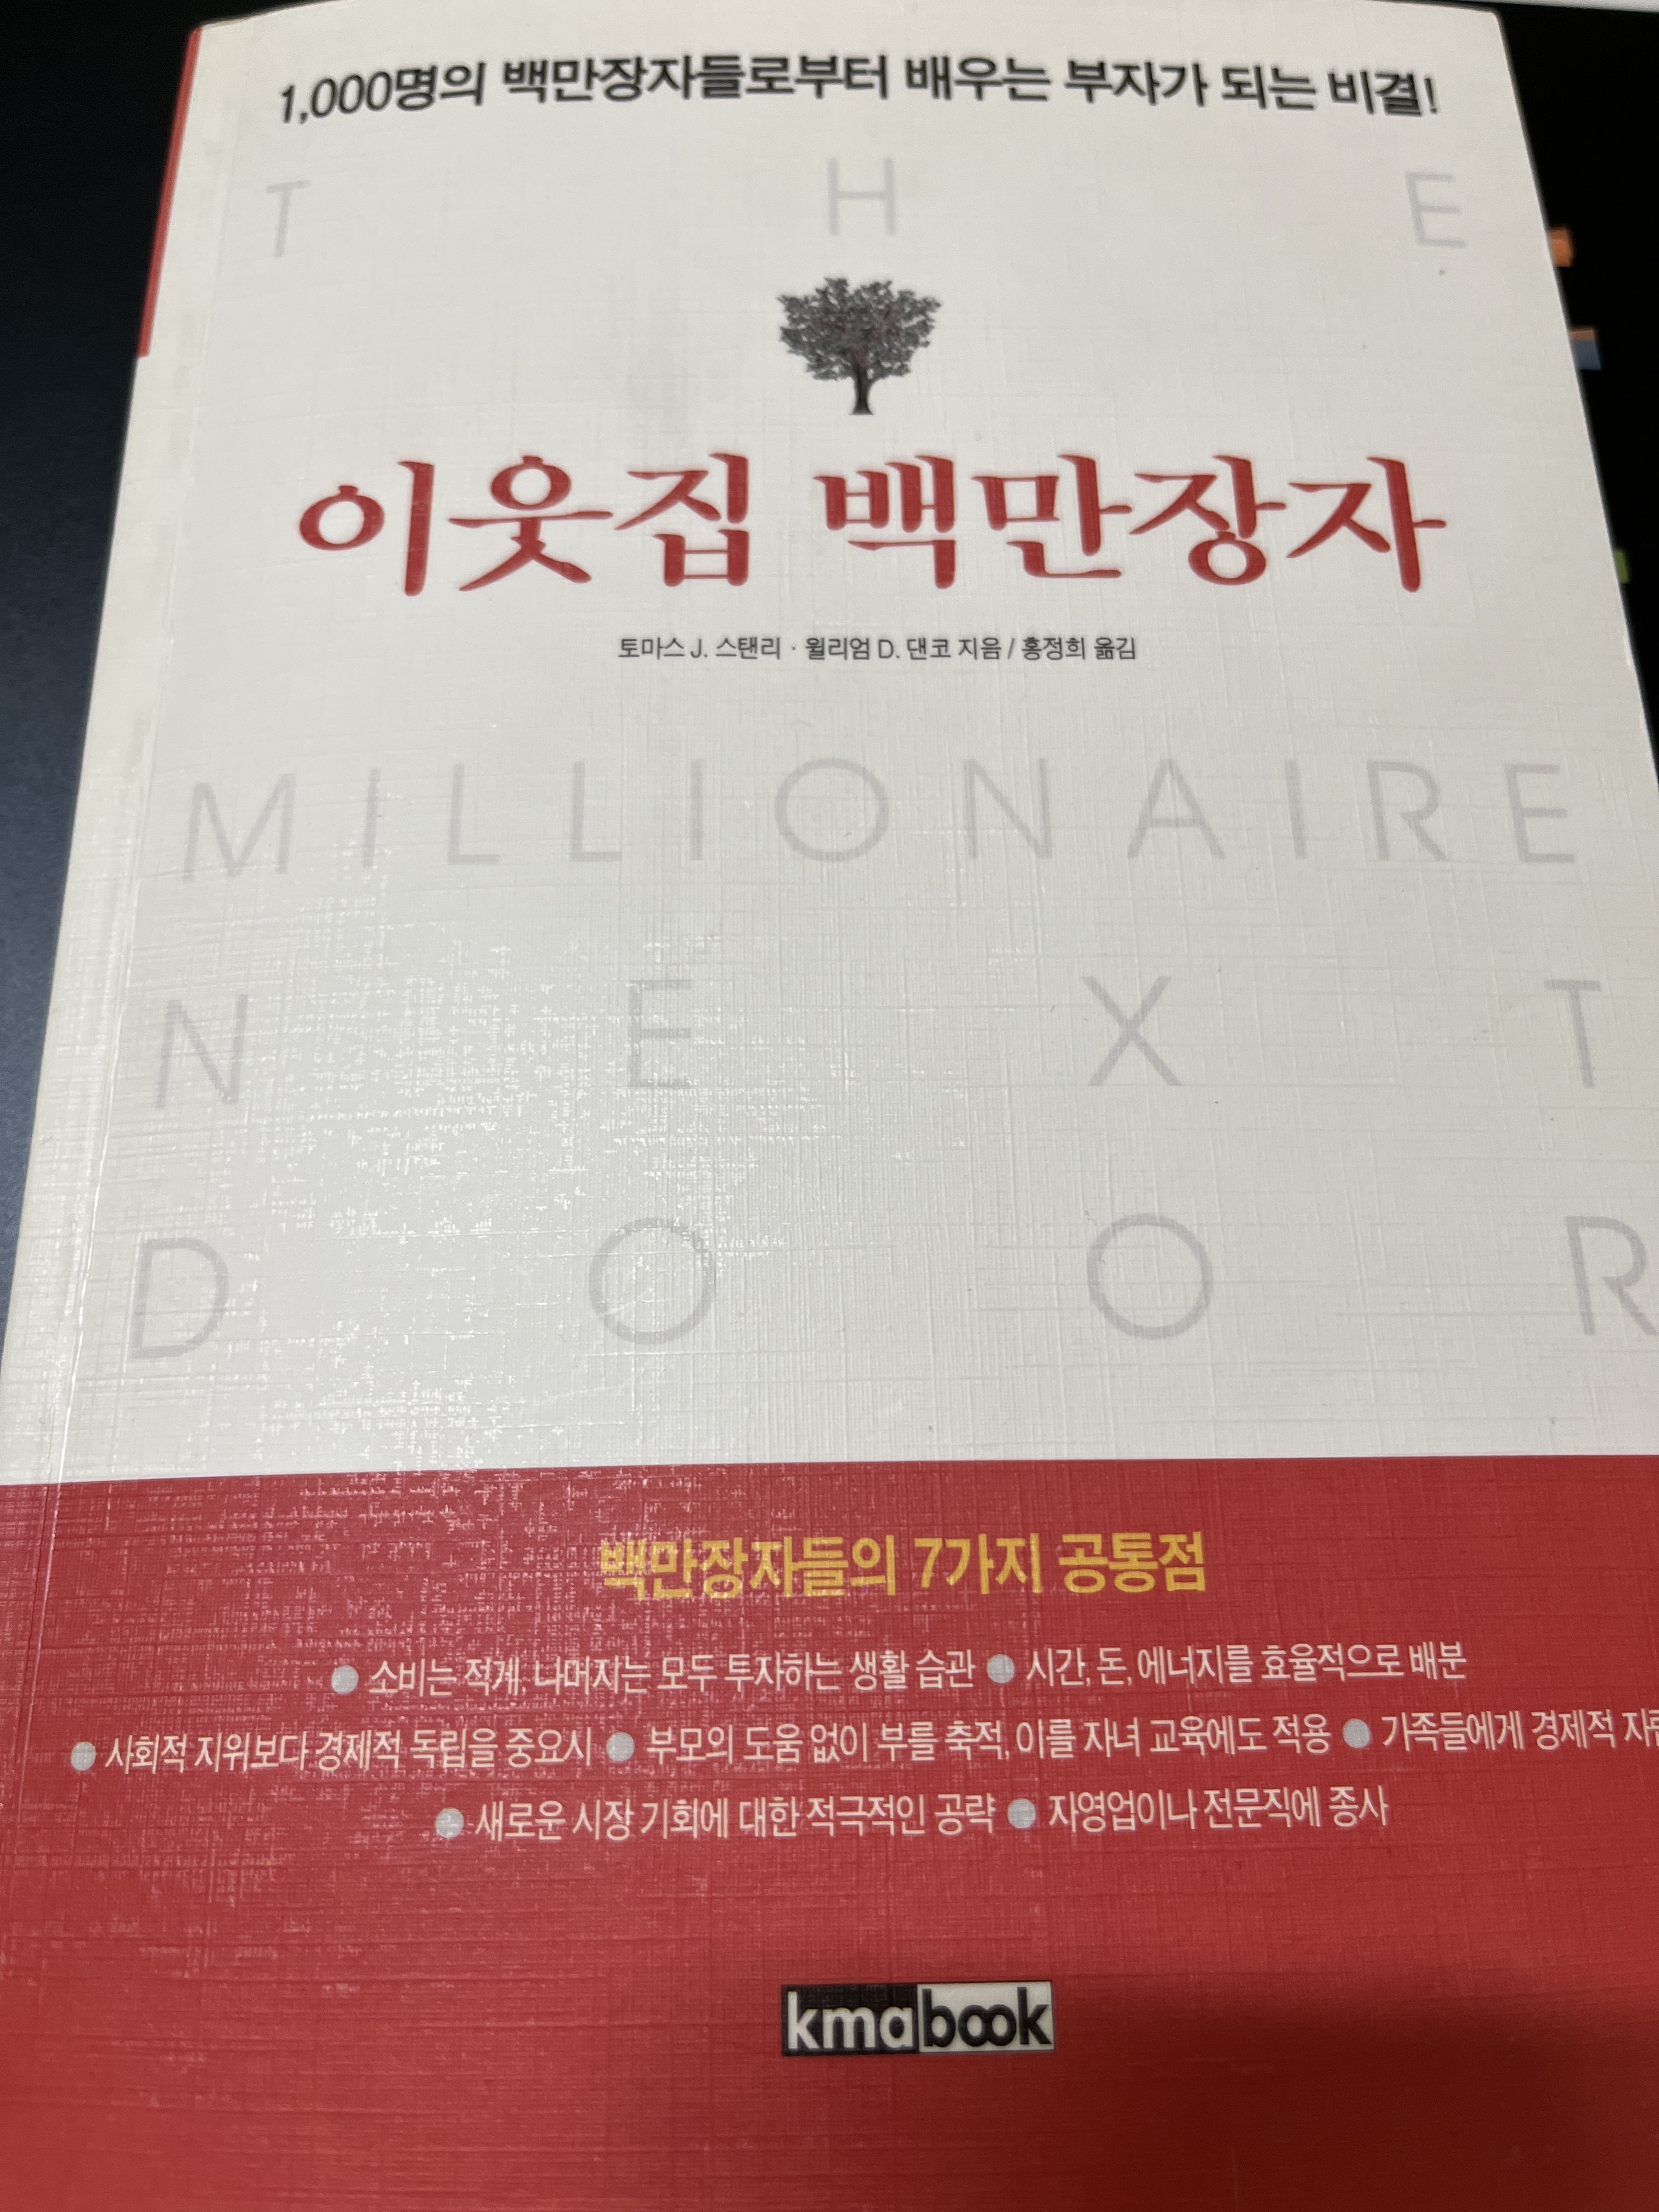 1,000명의 백만장자들로부터 배우는 부자가 되는 비결!
T H E
이웃집 백만장자
토마스 J. 스탠리 · 윌리엄 D. 댄코 지음 / 홍정희 옮김
M I L L I O N A I R E
N E X T
D O O R
백만장자들의 7가지 공통점
● 소비는 적게, 나머지는 모두 투자하는 생활 습관 ● 시간, 돈, 에너지를 효율적으로 배분
● 사회적 지위보다 경제적 독립을 중요시 ● 부모의 도움 없이 부를 축적, 이를 자녀 교육에도 적용 ● 가족들에게 경제적
● 새로운 시장 기회에 대한 적극적인 공략 ● 자영업이나 전문직에 종사
kmabook